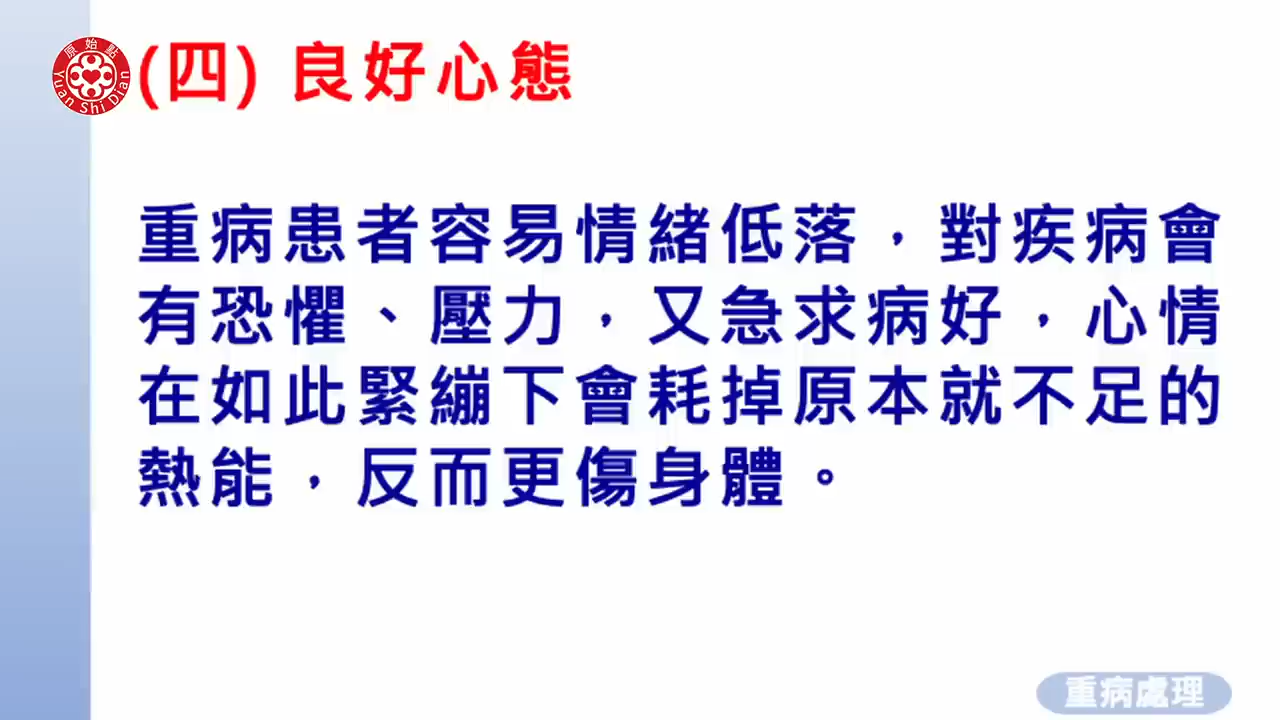 原始點
Yuan Shi Dian
(四) 良好心態
重病患者容易情緒低落，對疾病會
有恐懼、壓力，又急求病好，心情
在如此緊繃下會耗掉原本就不足的
熱能，反而更傷身體。
重病處理